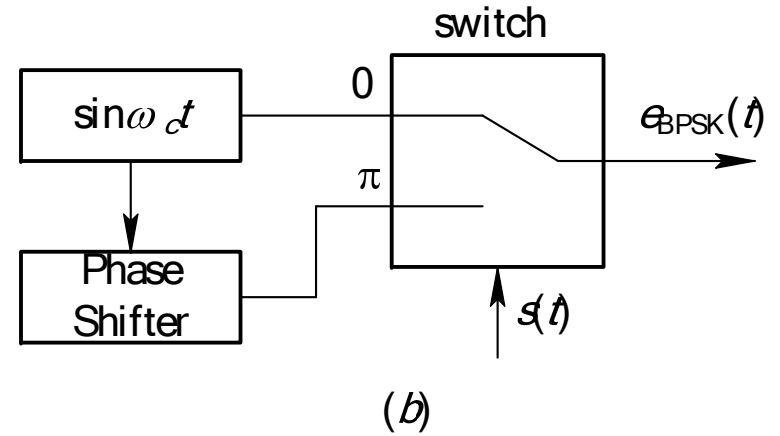 switch
0
sinω_c t
e_BPSK(t)
π
Phase
Shifter
s(t)
(b)